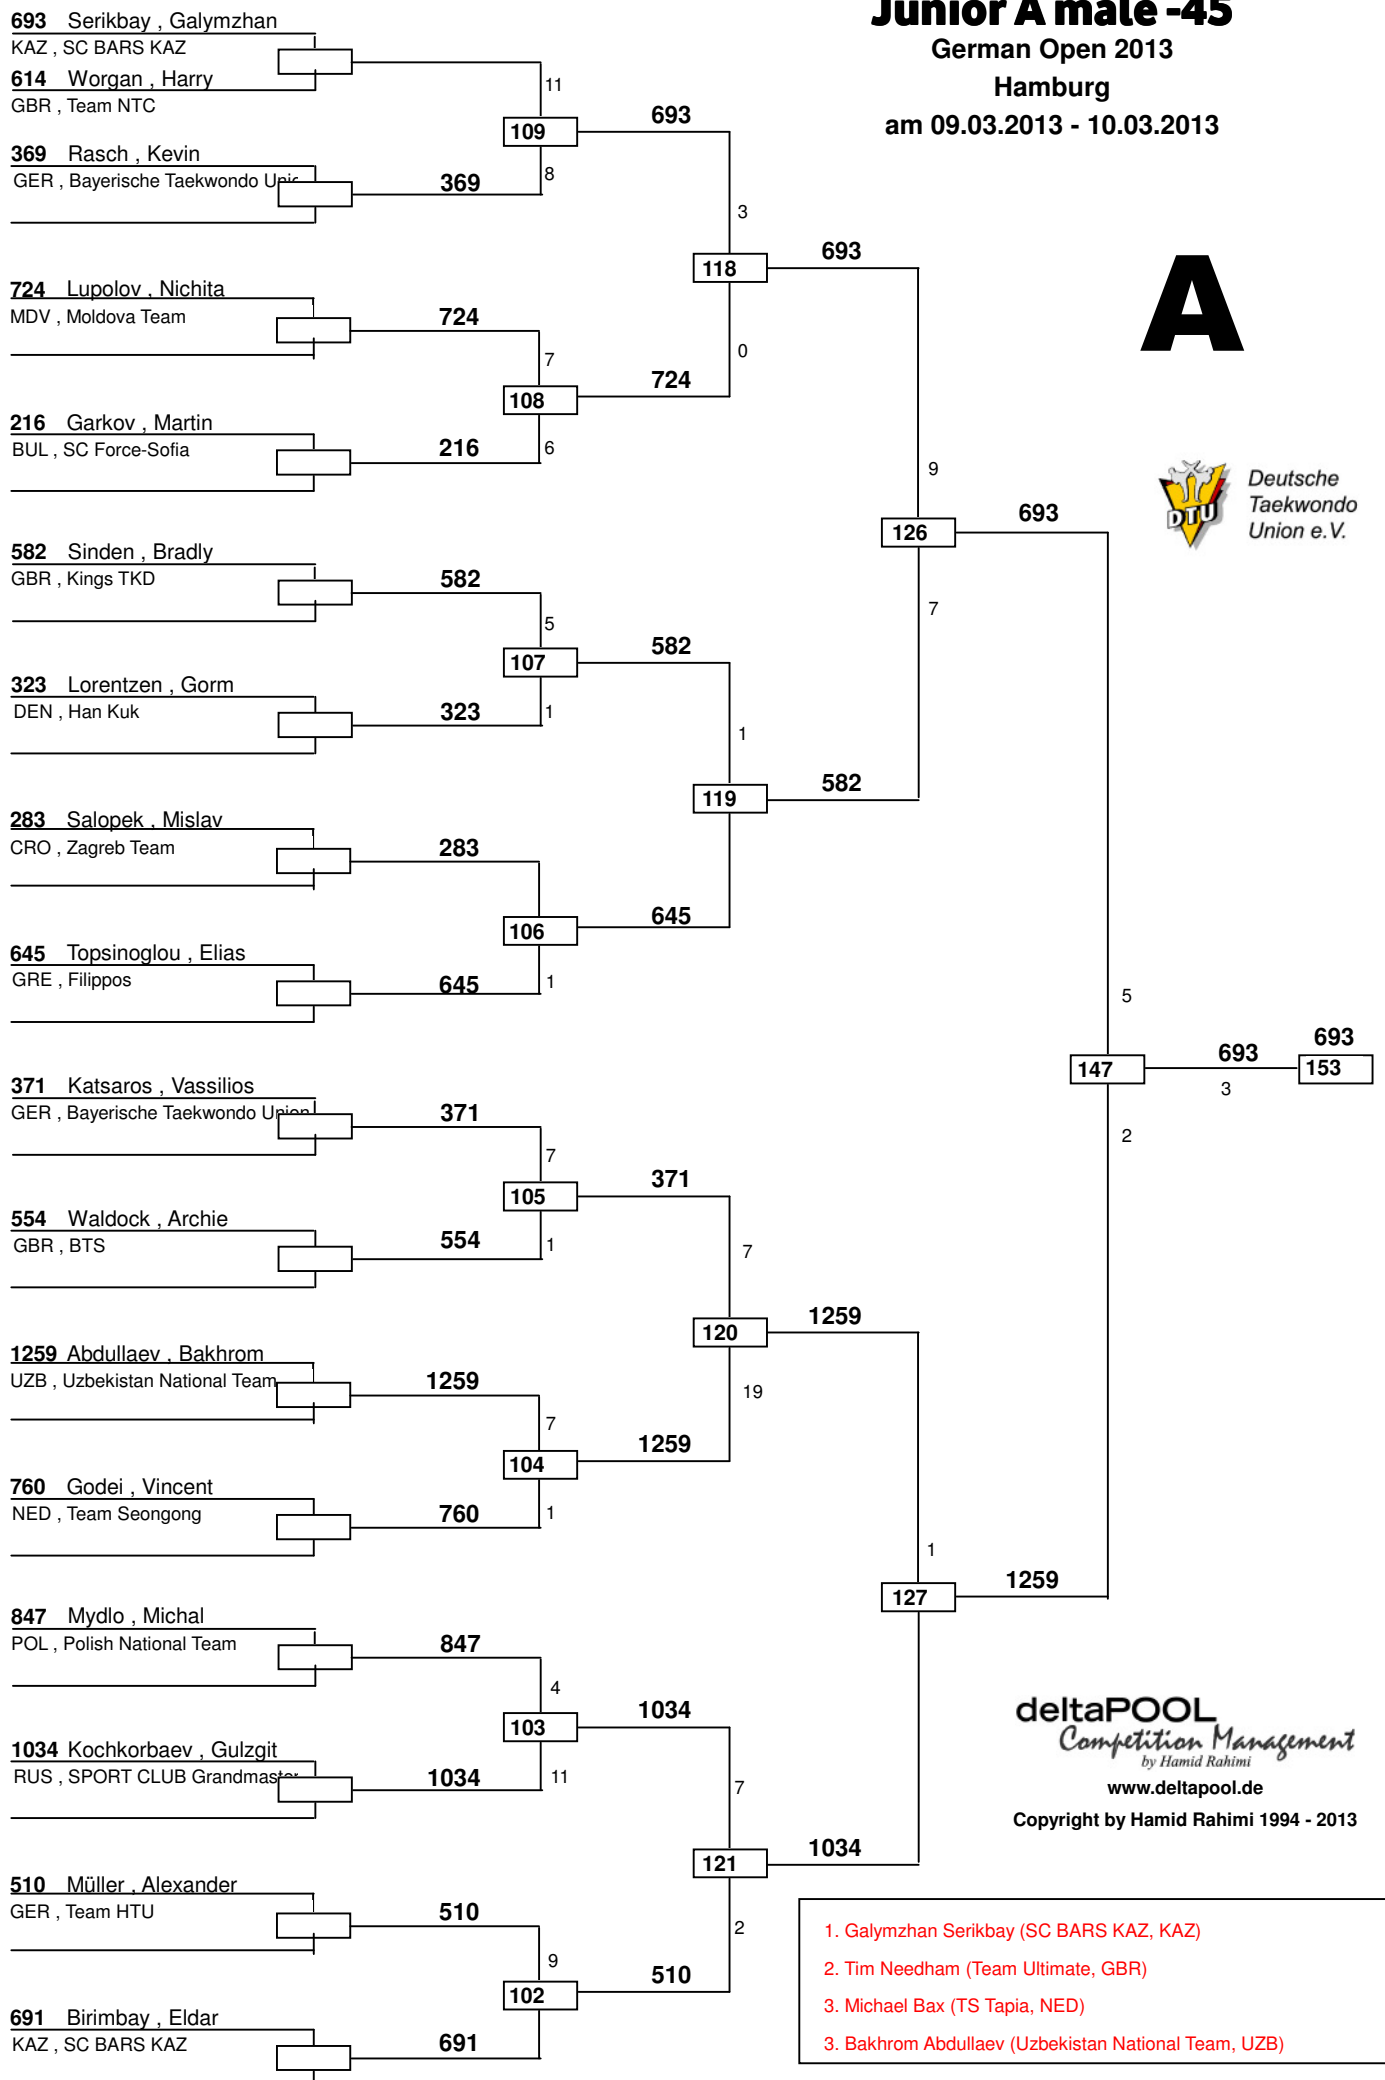 Junior A male -45
German Open 2013
Hamburg
am 09.03.2013 - 10.03.2013
A
DTU
Deutsche
Taekwondo
Union e.V.
693 Serikbay , Galymzhan
KAZ , SC BARS KAZ
614 Worgan , Harry
GBR , Team NTC
11
109
693
369 Rasch , Kevin
GER , Bayerische Taekwondo
369
8
3
118
693
724 Lupolov , Nichita
MDV , Moldova Team
724
7
0
108
724
216 Garkov , Martin
BUL , SC Force-Sofia
216
6
9
126
693
582 Sinden , Bradly
GBR , Kings TKD
582
5
7
107
582
323 Lorentzen , Gorm
DEN , Han Kuk
323
1
1
119
582
283 Salopek , Mislav
CRO , Zagreb Team
283
106
645
645 Topsinoglou , Elias
GRE , Filippos
645
1
5
147
693
3
693
153
2
371 Katsaros , Vassilios
GER , Bayerische Taekwondo Union
371
7
105
371
554 Waldock , Archie
GBR , BTS
554
1
7
120
1259
1259 Abdullaev , Bakhrom
UZB , Uzbekistan National Team
1259
7
19
104
1259
760 Godei , Vincent
NED , Team Seongong
760
1
1
127
1259
847 Mydlo , Michal
POL , Polish National Team
847
4
103
1034
1034 Kochkorbaev , Gulzgit
RUS , SPORT CLUB Grandmaster
1034
11
7
121
1034
510 Müller , Alexander
GER , Team HTU
510
9
2
102
510
691 Birimbay , Eldar
KAZ , SC BARS KAZ
691
deltaPOOL
Competition Management
by Hamid Rahimi
www.deltapool.de
Copyright by Hamid Rahimi 1994 - 2013
1. Galymzhan Serikbay (SC BARS KAZ, KAZ)
2. Tim Needham (Team Ultimate, GBR)
3. Michael Bax (TS Tapia, NED)
3. Bakhrom Abdullaev (Uzbekistan National Team, UZB)